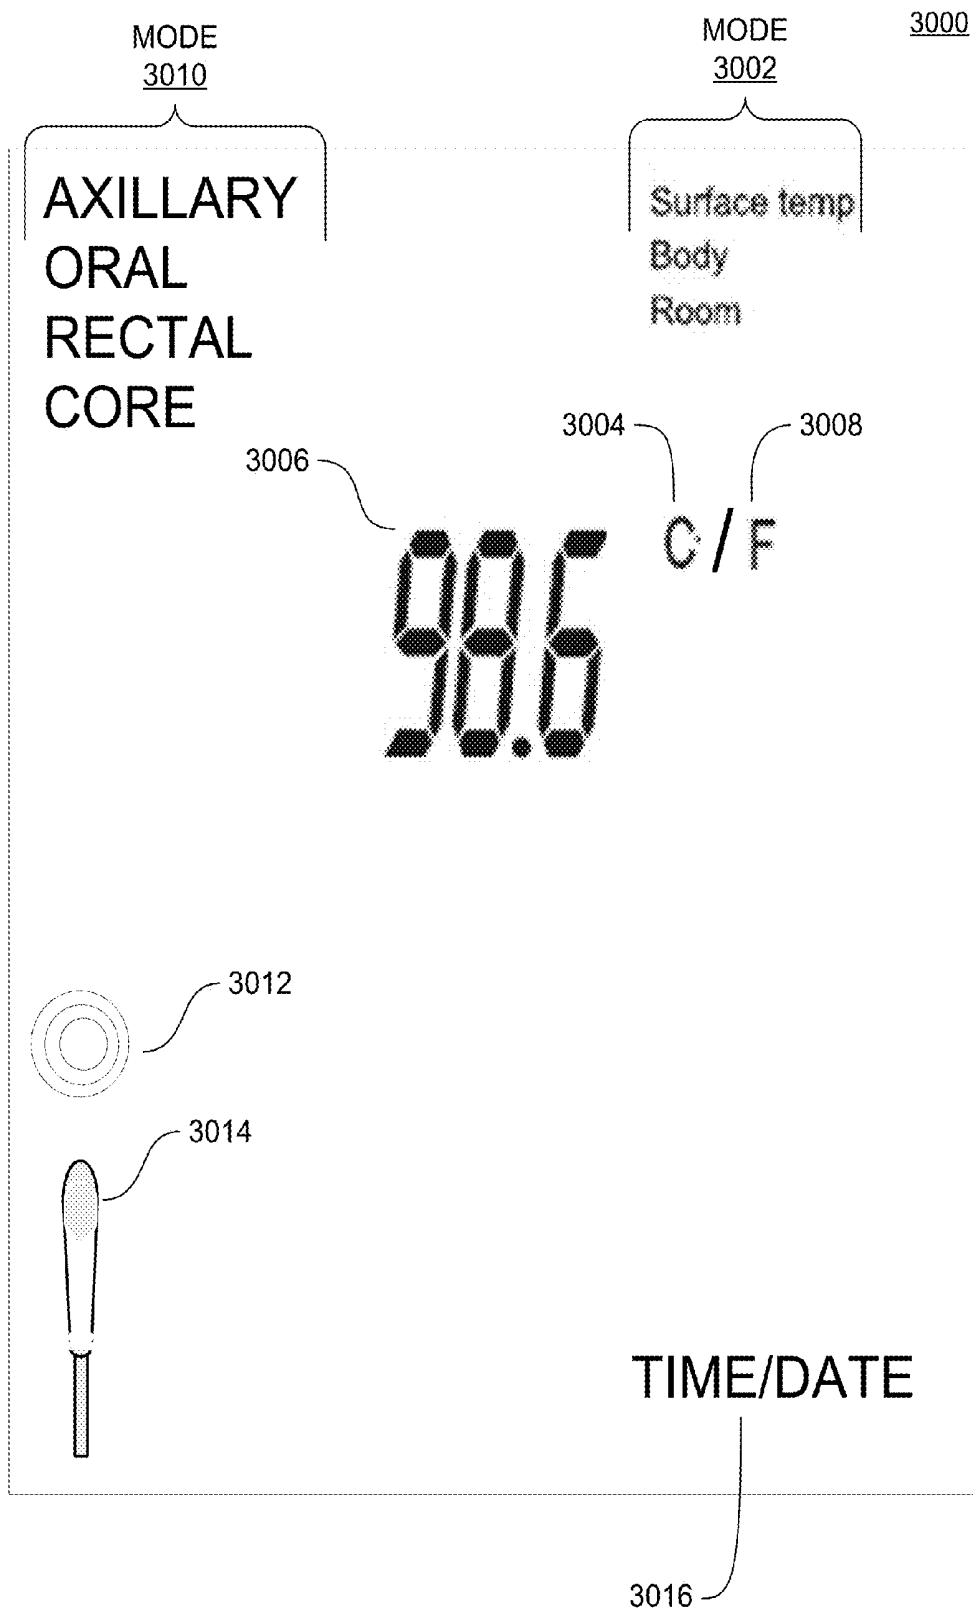 3000
MODE
3010
MODE
3002
AXILLARY
ORAL
RECTAL
CORE
Surface temp
Body
Room
3004
3008
3006
C / F
98.6
3012
3014
TIME/DATE
3016